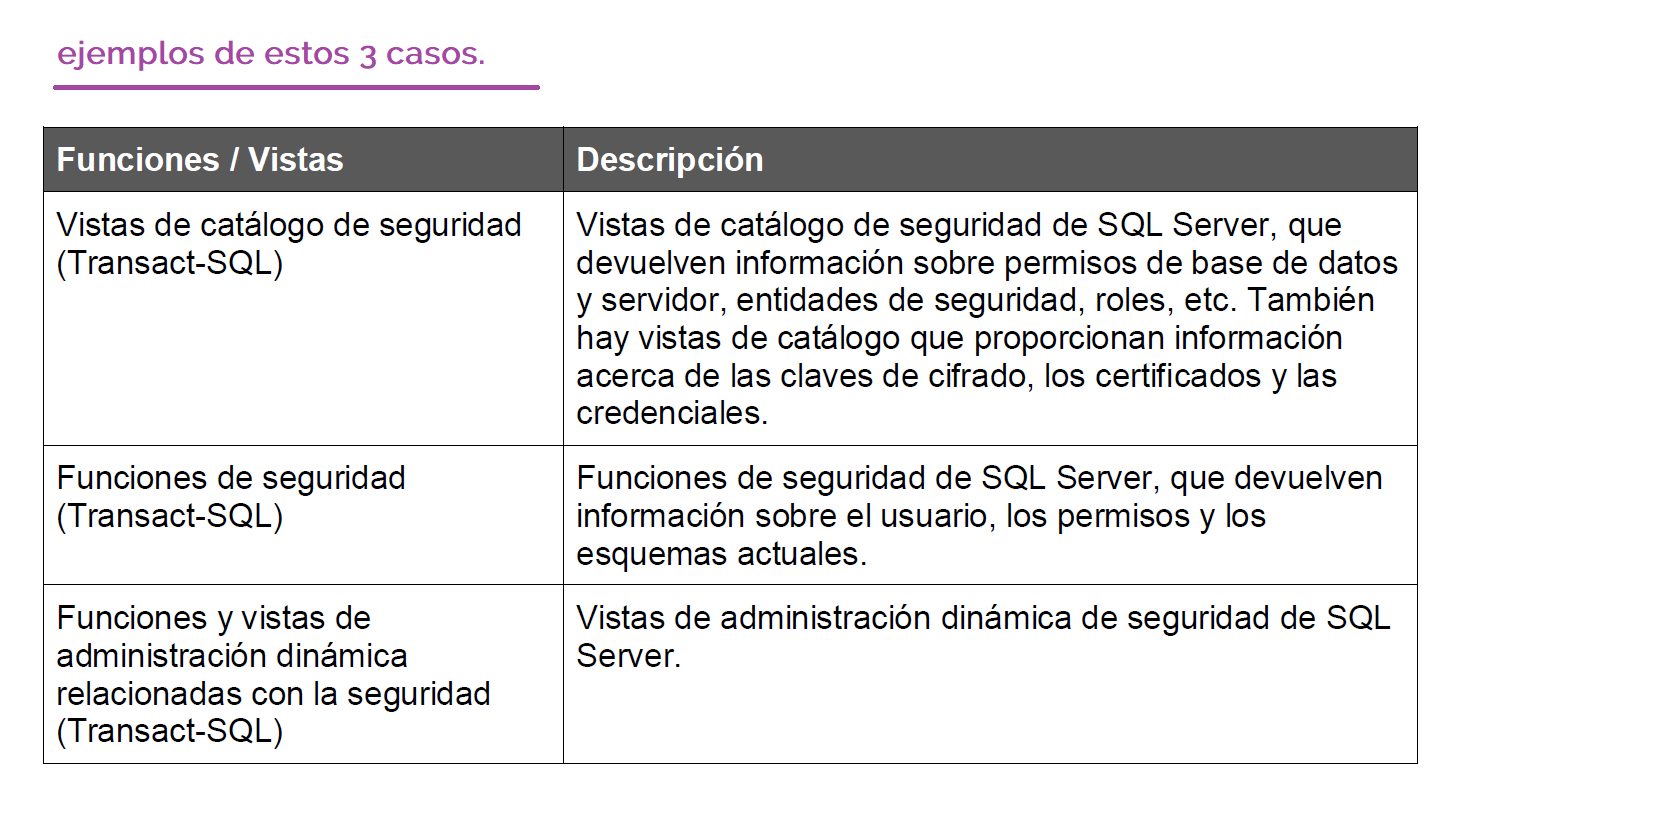 ejemplos de estos 3 casos.
Funciones / Vistas
Descripción
Vistas de catálogo de seguridad
(Transact-SQL)
Vistas de catálogo de seguridad de SQL Server, que
devuelven información sobre permisos de base de datos
y servidor, entidades de seguridad, roles, etc. También
hay vistas de catálogo que proporcionan información
acerca de las claves de cifrado, los certificados y las
credenciales.
Funciones de seguridad
(Transact-SQL)
Funciones de seguridad de SQL Server, que devuelven
información sobre el usuario, los permisos y los
esquemas actuales.
Funciones y vistas de
administración dinámica
relacionadas con la seguridad
(Transact-SQL)
Vistas de administración dinámica de seguridad de SQL
Server.